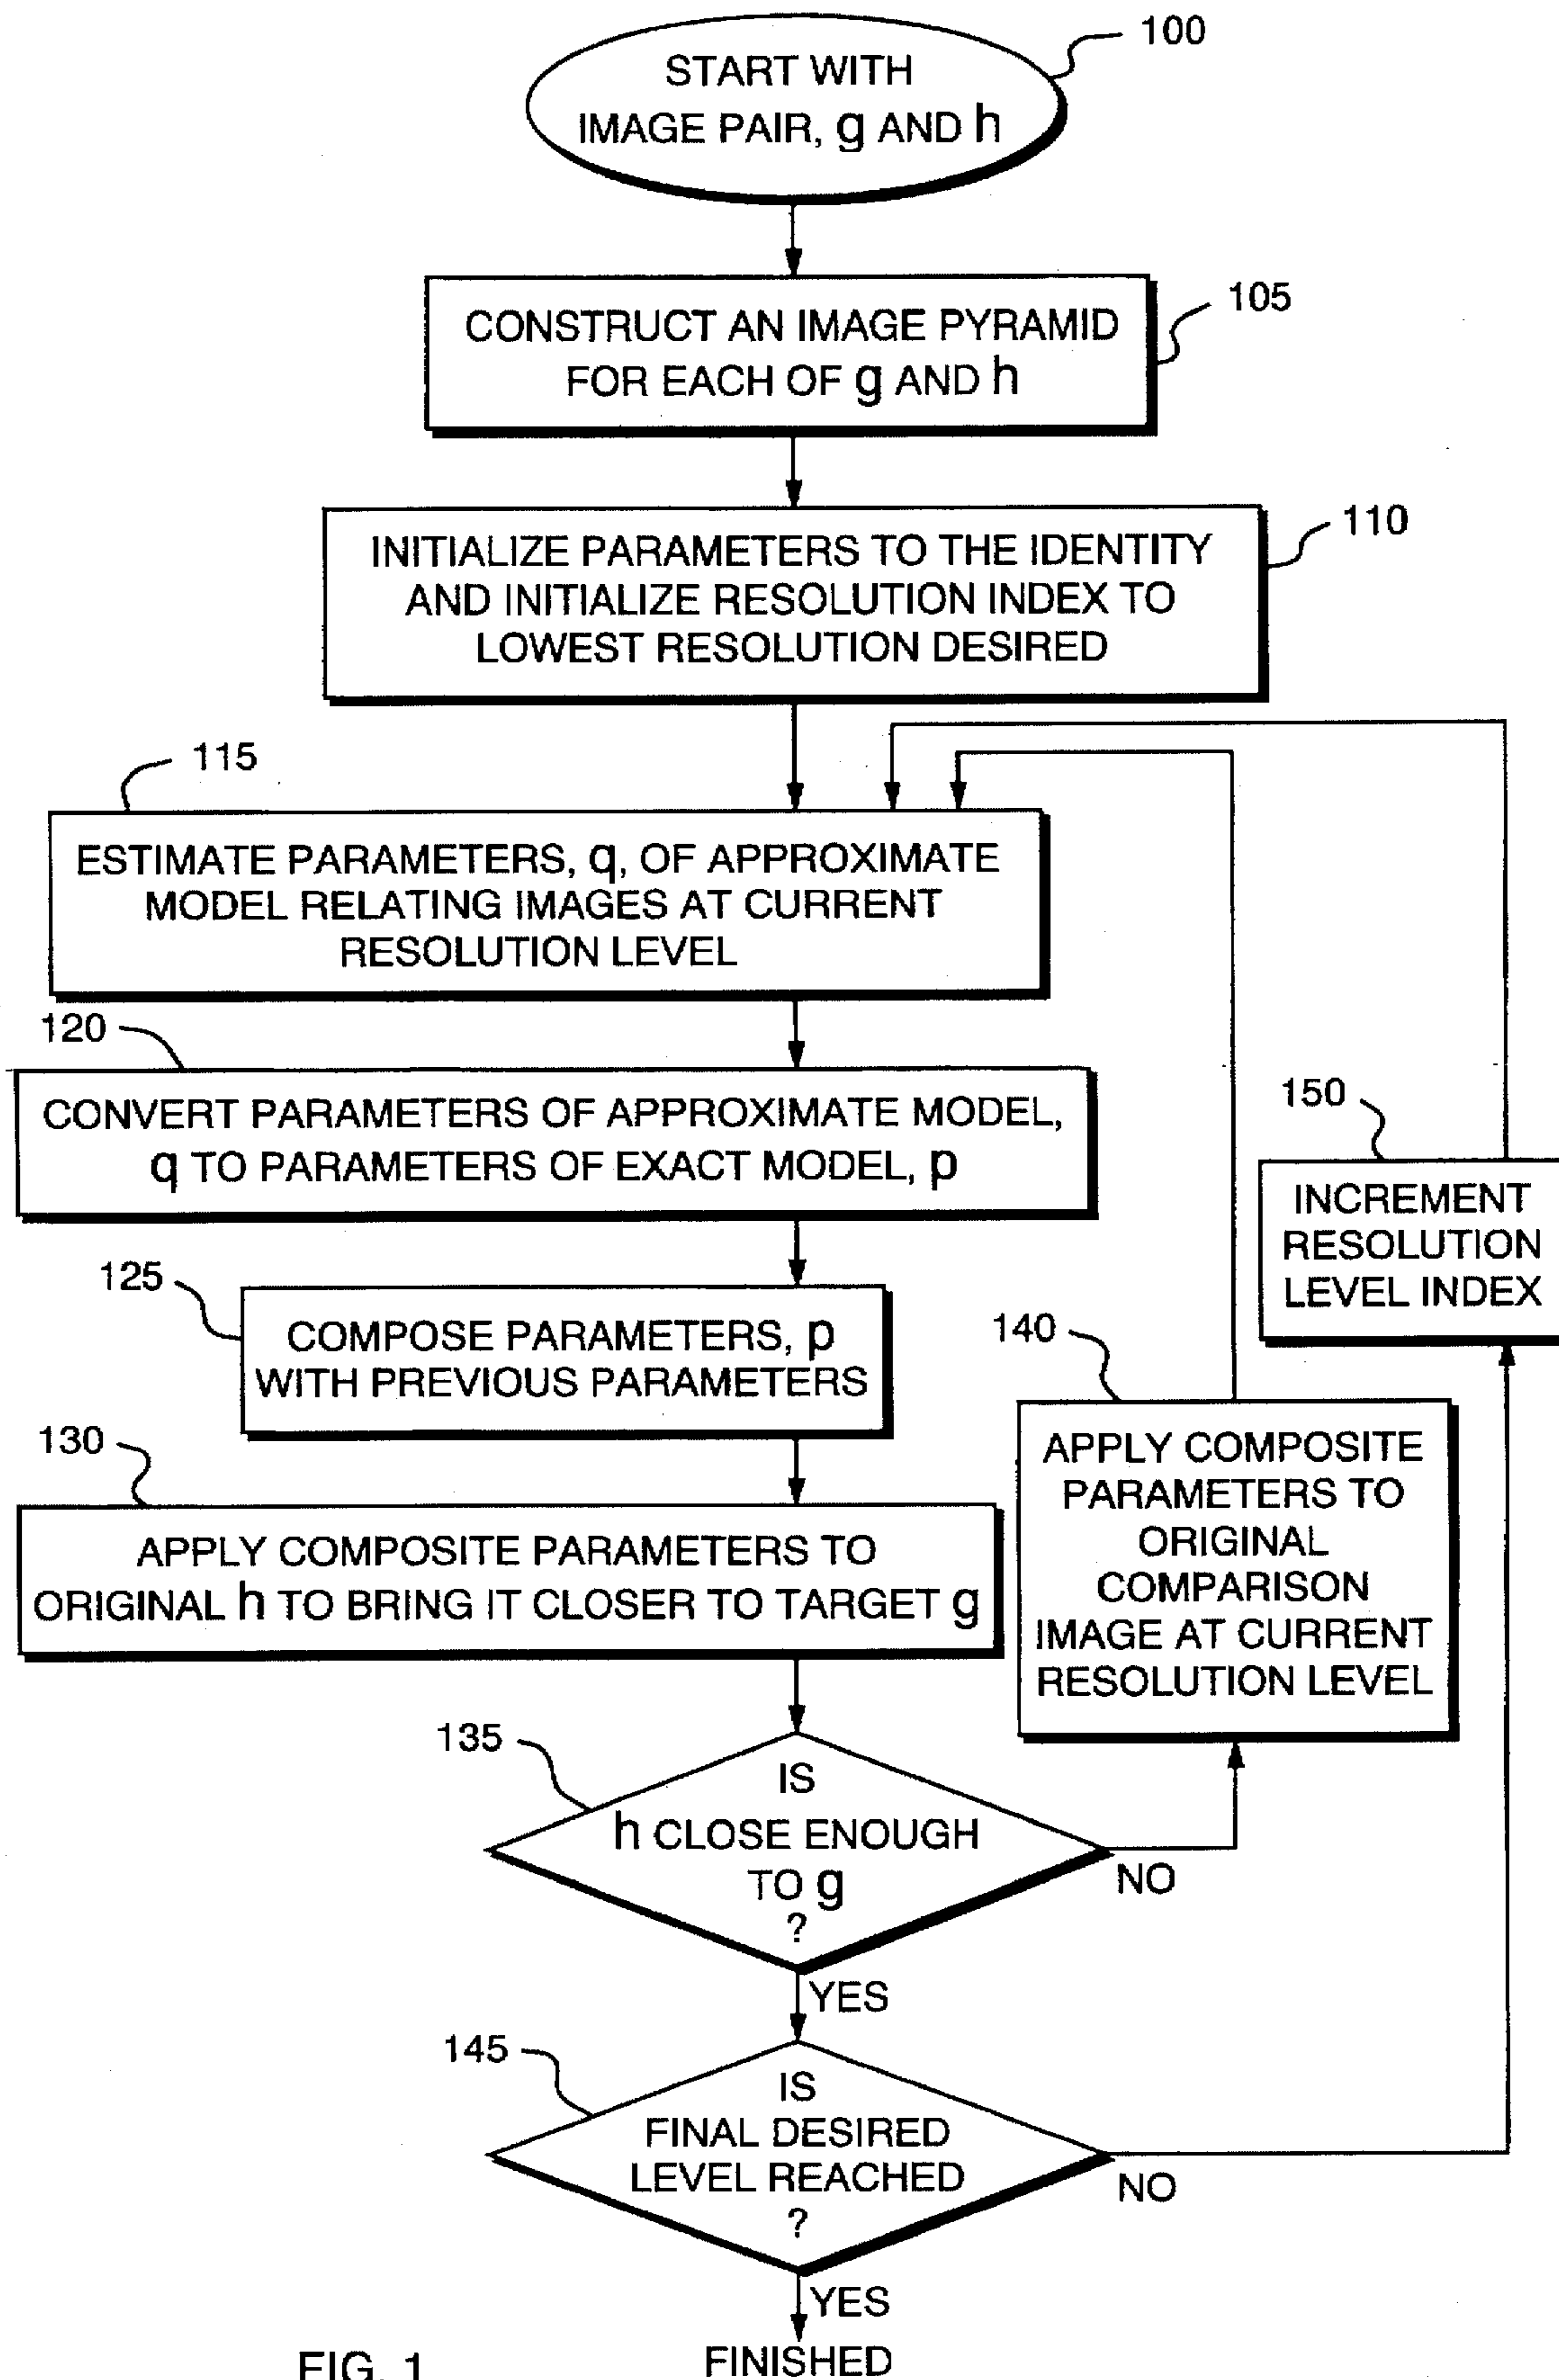 100
START WITH
IMAGE PAIR, g AND h
105
CONSTRUCT AN IMAGE PYRAMID
FOR EACH OF g AND h
110
INITIALIZE PARAMETERS TO THE IDENTITY
AND INITIALIZE RESOLUTION INDEX TO
LOWEST RESOLUTION DESIRED
115
ESTIMATE PARAMETERS, q, OF APPROXIMATE
MODEL RELATING IMAGES AT CURRENT
RESOLUTION LEVEL
120
CONVERT PARAMETERS OF APPROXIMATE MODEL,
q TO PARAMETERS OF EXACT MODEL, p
150
INCREMENT
RESOLUTION
LEVEL INDEX
125
COMPOSE PARAMETERS, p
WITH PREVIOUS PARAMETERS
140
APPLY COMPOSITE
PARAMETERS TO
ORIGINAL
COMPARISON
IMAGE AT CURRENT
RESOLUTION LEVEL
130
APPLY COMPOSITE PARAMETERS TO
ORIGINAL h TO BRING IT CLOSER TO TARGET g
135
IS
h CLOSE ENOUGH
TO g
?
NO
YES
145
IS
FINAL DESIRED
LEVEL REACHED
?
NO
YES
FINISHED
FIG. 1